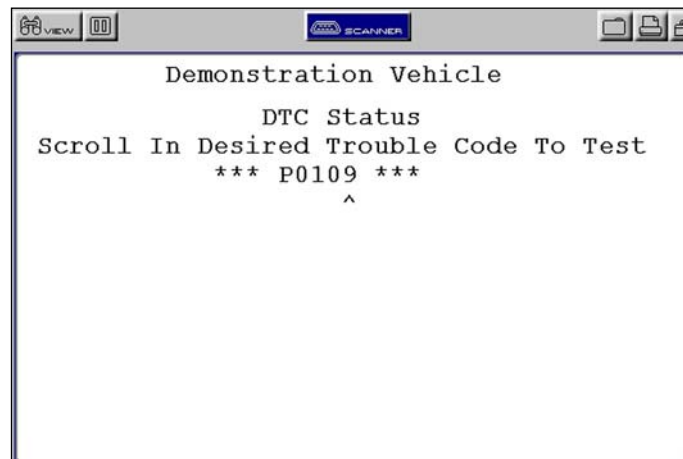 VIEW SCANNER
Demonstration Vehicle
DTC Status
Scroll In Desired Trouble Code To Test
*** P0109 ***
^